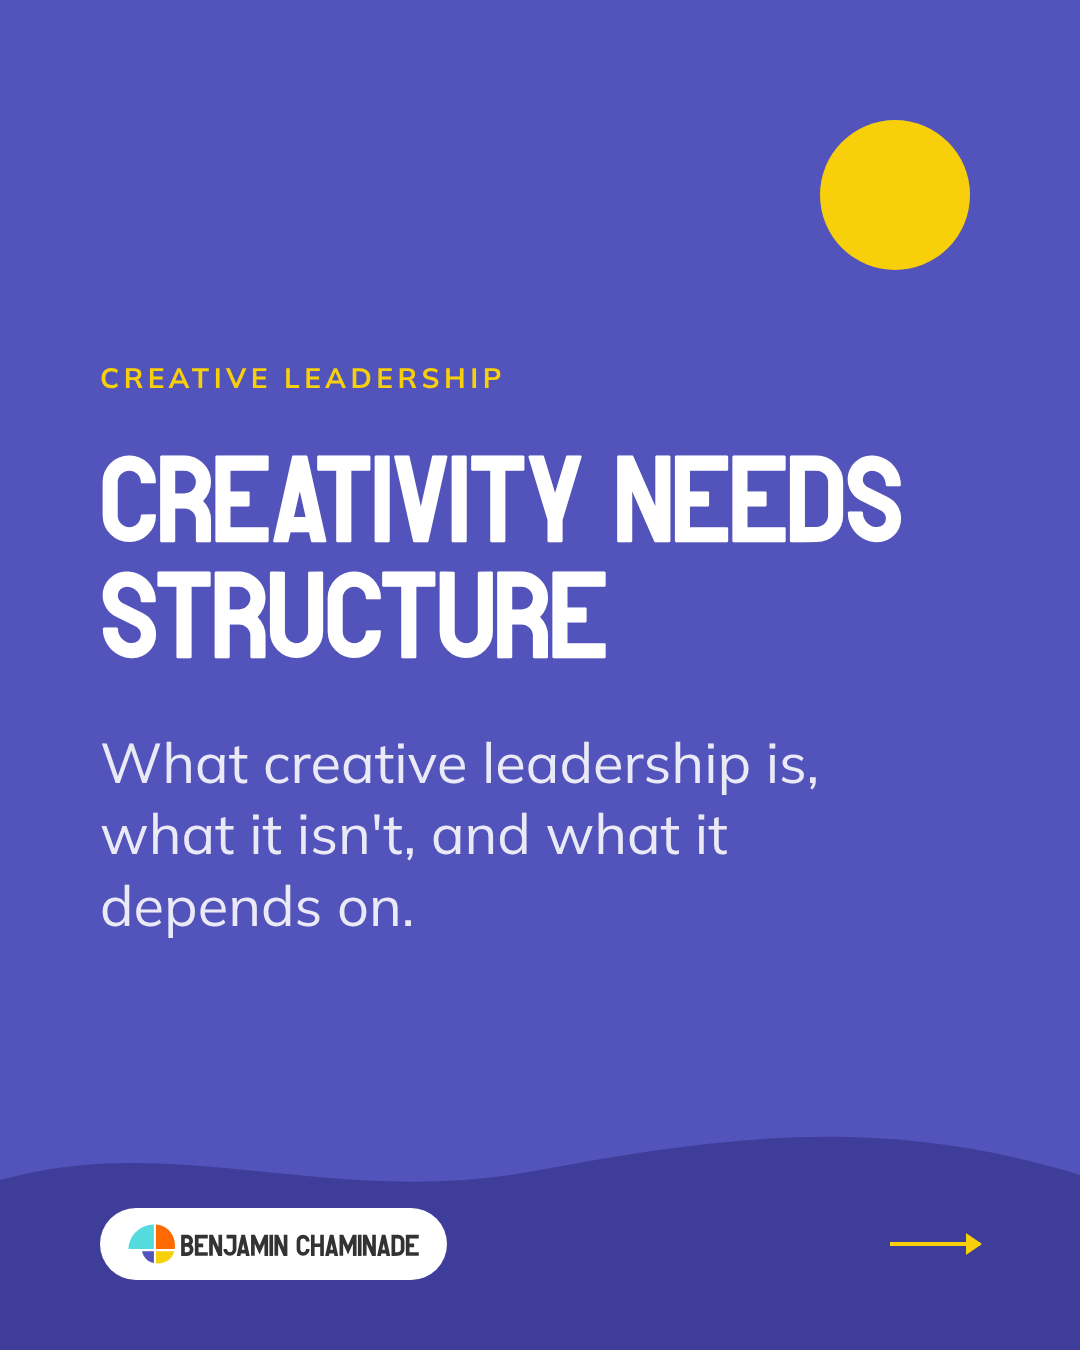 CREATIVE LEADERSHIP
CREATIVITY NEEDS
STRUCTURE
What creative leadership is,
what it isn't, and what it
depends on.
BENJAMIN CHAMINADE